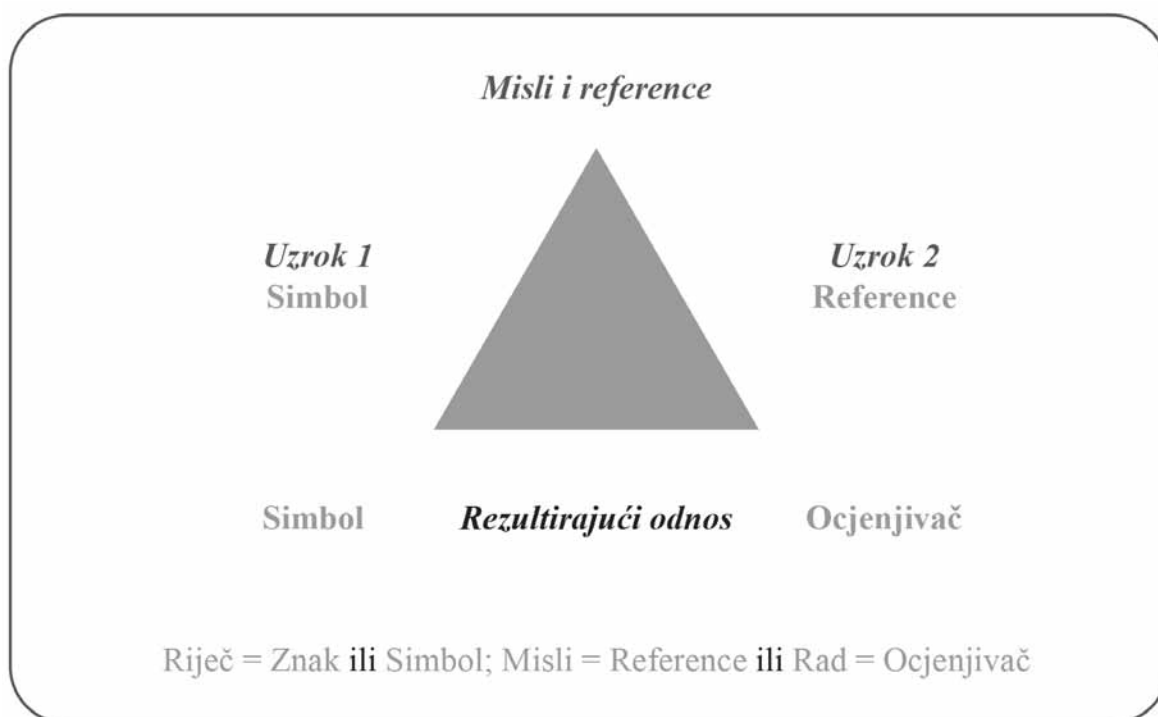 Misli i reference
Uzrok 1
Simbol
Uzrok 2
Reference
Simbol
Rezultirajući odnos
Ocjenjivač
Riječ = Znak ili Simbol; Misli = Reference ili Rad = Ocjenjivač